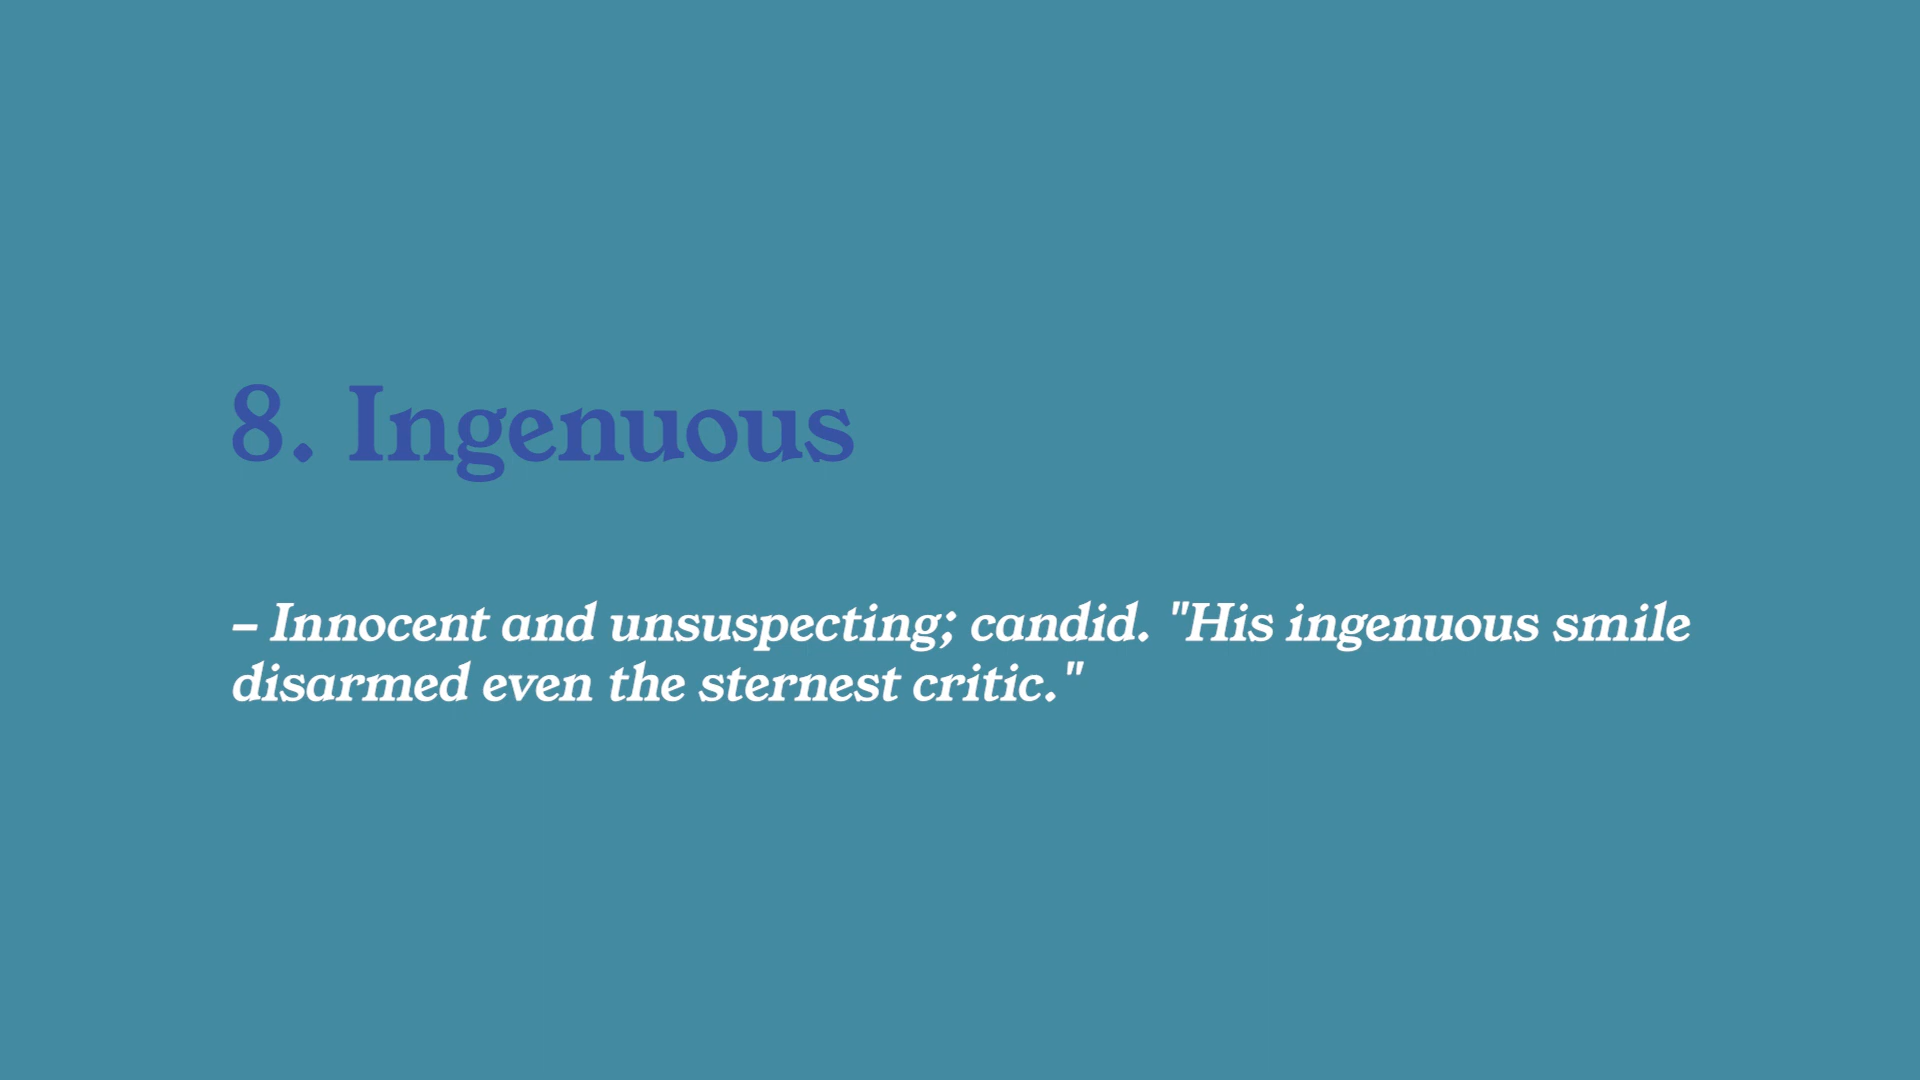 8. Ingenuous
– Innocent and unsuspecting; candid. "His ingenuous smile
disarmed even the sternest critic."